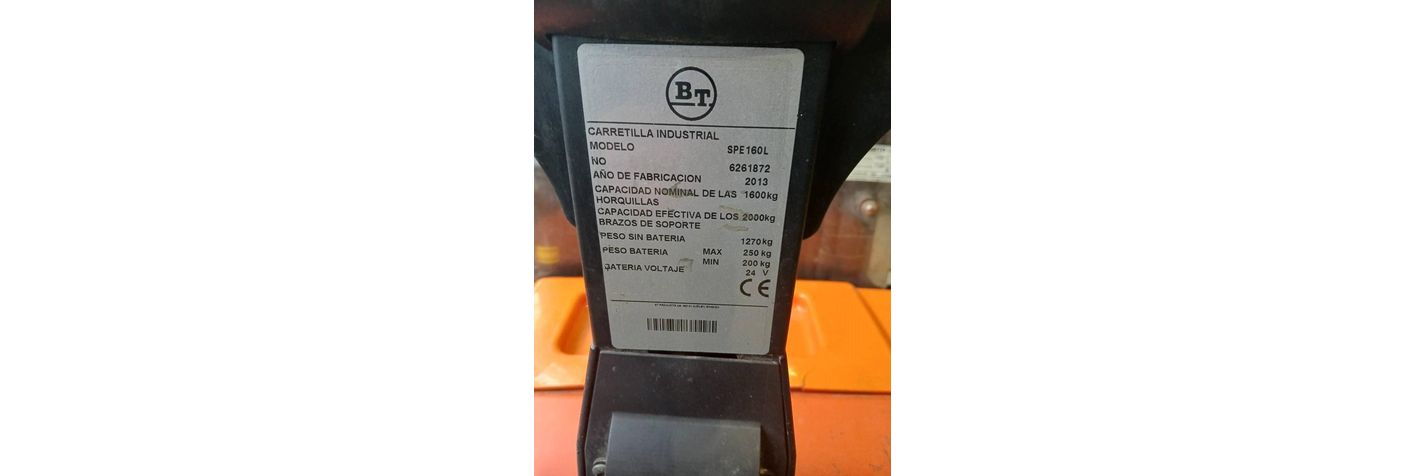 BT
CARRETILLA INDUSTRIAL
MODELO SPE160L
NO 6261872
AÑO DE FABRICACION 2013
CAPACIDAD NOMINAL DE LAS 1600kg
HORQUILLAS
CAPACIDAD EFECTIVA DE LOS 2000kg
BRAZOS DE SOPORTE
PESO SIN BATERIA 1270kg
PESO BATERIA MAX 250 kg
MIN 200 kg
BATERIA VOLTAJE 24 V
CE